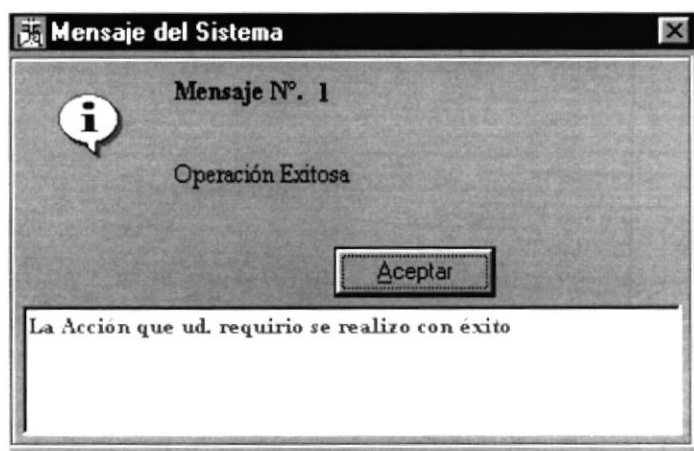 Mensaje del Sistema
Mensaje Nº. 1
Operación Exitosa
Aceptar
La Acción que ud. requirio se realizo con éxito